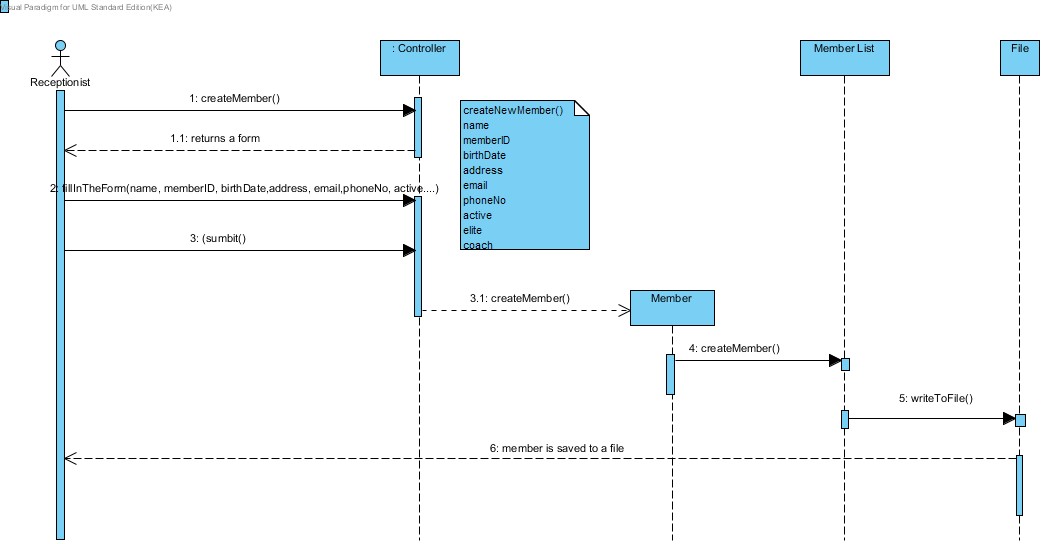 Visual Paradigm for UML Standard Edition(KEA)
Receptionist
: Controller
Member List
File
1: createMember()
1.1: returns a form
createNewMember()
name
memberID
birthDate
address
email
phoneNo
active
elite
coach
2: fillInTheForm(name, memberID, birthDate,address, email,phoneNo, active....)
3: (sumbit()
3.1: createMember()
Member
4: createMember()
5: writeToFile()
6: member is saved to a file